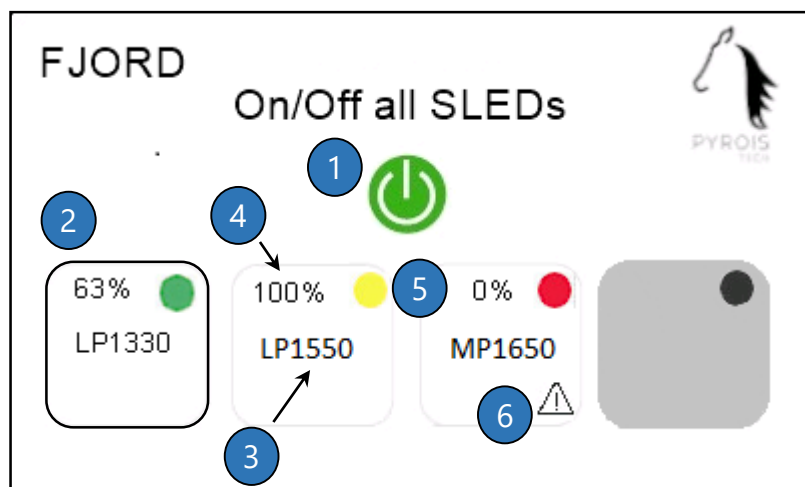 FJORD
On/Off all SLEDs
PYROIS
TECH
1
2
4
63%
100%
5
0%
LP1330
LP1550
MP1650
6
3